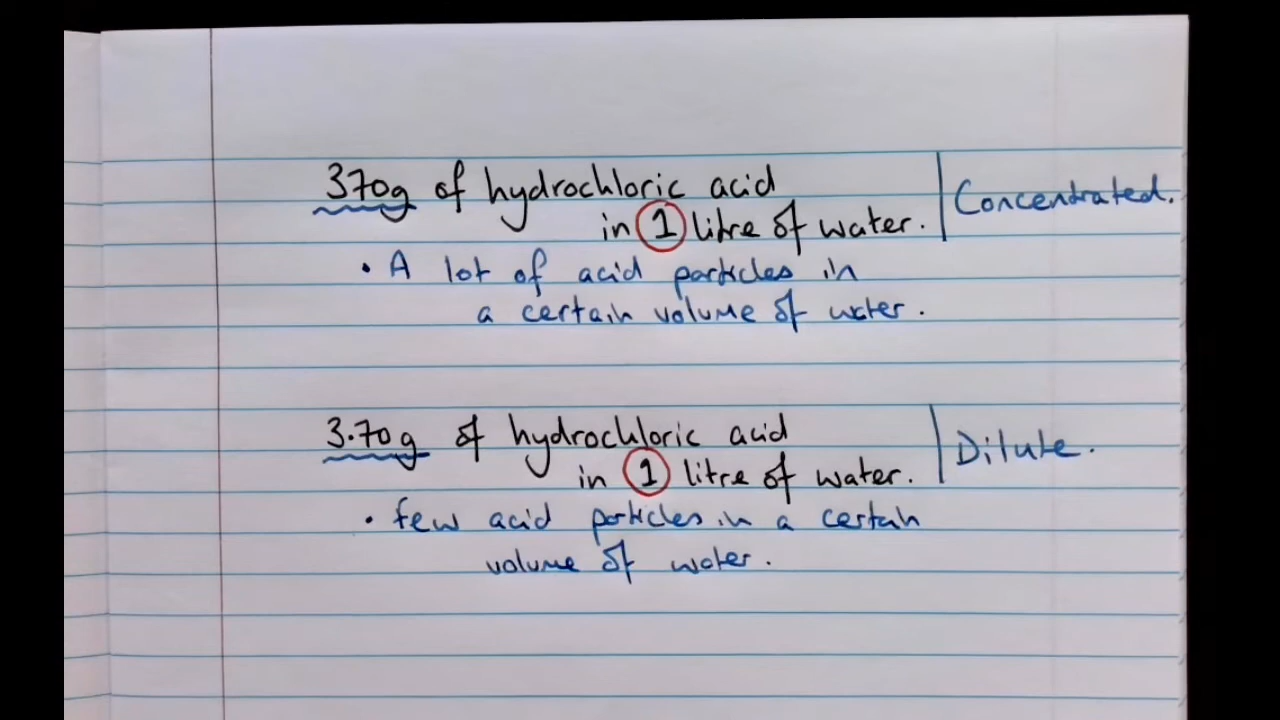 370g of hydrochloric acid
in 1 litre of water.
Concentrated.
• A lot of acid particles in
a certain volume of water.
3.70g of hydrochloric acid
in 1 litre of water.
Dilute.
• few acid particles in a certain
volume of water.